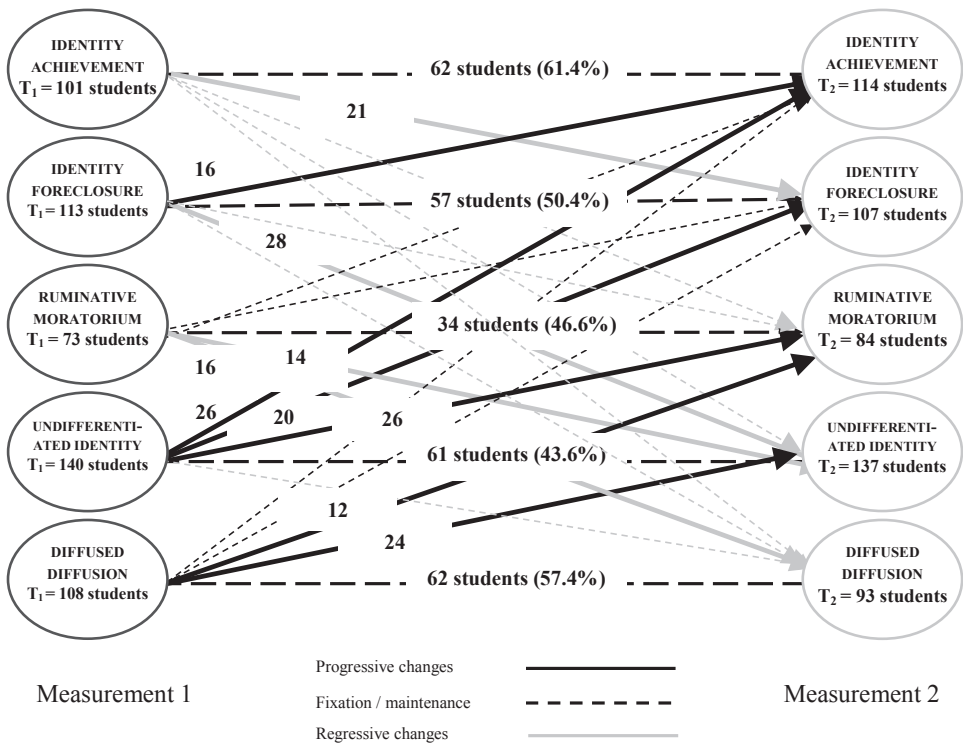 IDENTITY
ACHIEVEMENT
T1 = 101 students
62 students (61.4%)
IDENTITY
ACHIEVEMENT
T2 = 114 students
21
IDENTITY
FORECLOSURE
T1 = 113 students
16
57 students (50.4%)
IDENTITY
FORECLOSURE
T2 = 107 students
28
RUMINATIVE
MORATORIUM
T1 = 73 students
34 students (46.6%)
RUMINATIVE
MORATORIUM
T2 = 84 students
16
14
26
20
26
UNDIFFERENTI-
ATED IDENTITY
T1 = 140 students
61 students (43.6%)
UNDIFFERENTI-
ATED IDENTITY
T2 = 137 students
12
24
DIFFUSED
DIFFUSION
T1 = 108 students
62 students (57.4%)
DIFFUSED
DIFFUSION
T2 = 93 students
Measurement 1
Progressive changes
Fixation / maintenance
Regressive changes
Measurement 2